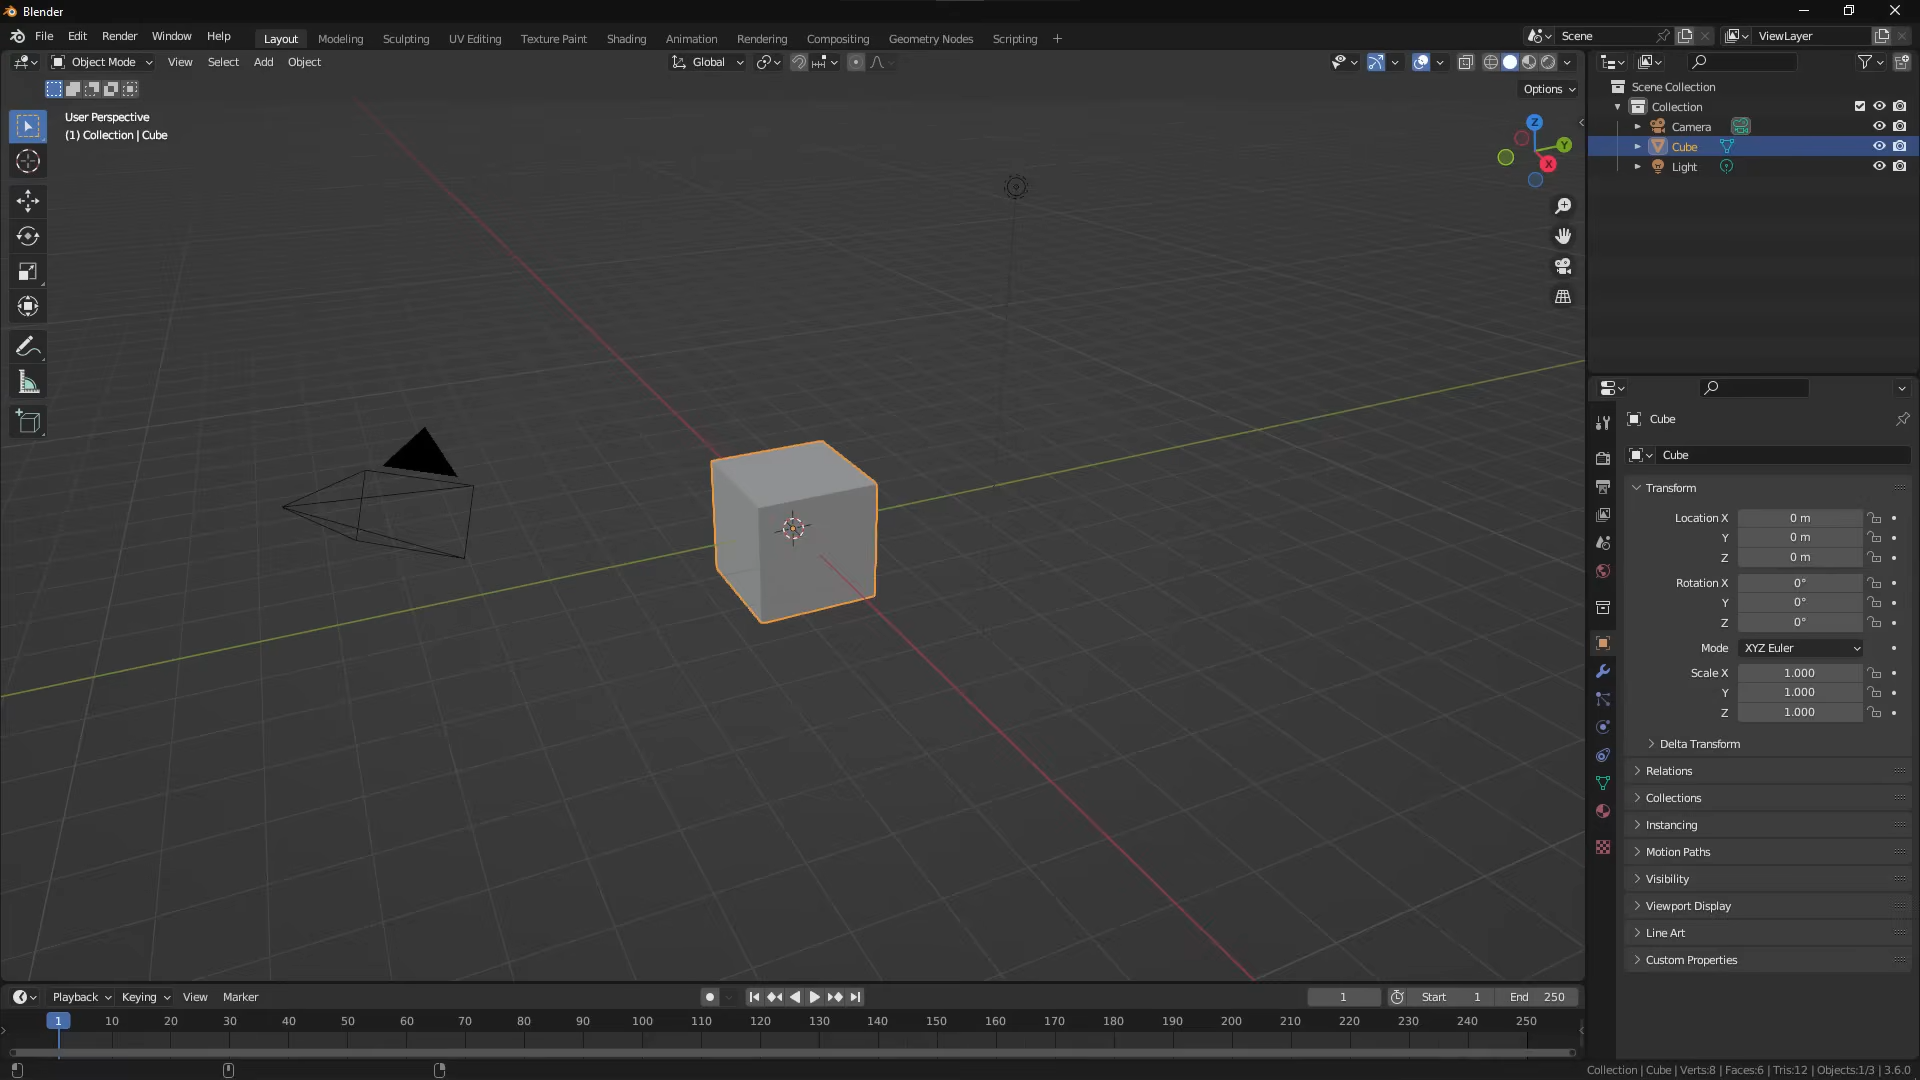 Blender
File Edit Render Window Help Layout Modeling Sculpting UV Editing Texture Paint Shading Animation Rendering Compositing Geometry Nodes Scripting + Scene ViewLayer
Object Mode View Select Add Object Global
Options
User Perspective
(1) Collection | Cube
Z
Y
X
Scene Collection
Collection
Camera
Cube
Light
Cube
Cube
Transform
Location X 0 m
Y 0 m
Z 0 m
Rotation X 0°
Y 0°
Z 0°
Mode XYZ Euler
Scale X 1.000
Y 1.000
Z 1.000
Delta Transform
Relations
Collections
Instancing
Motion Paths
Visibility
Viewport Display
Line Art
Custom Properties
Playback Keying View Marker 1 Start 1 End 250
1 10 20 30 40 50 60 70 80 90 100 110 120 130 140 150 160 170 180 190 200 210 220 230 240 250
Collection | Cube | Verts:8 | Faces:6 | Tris:12 | Objects:1/3 | 3.6.0